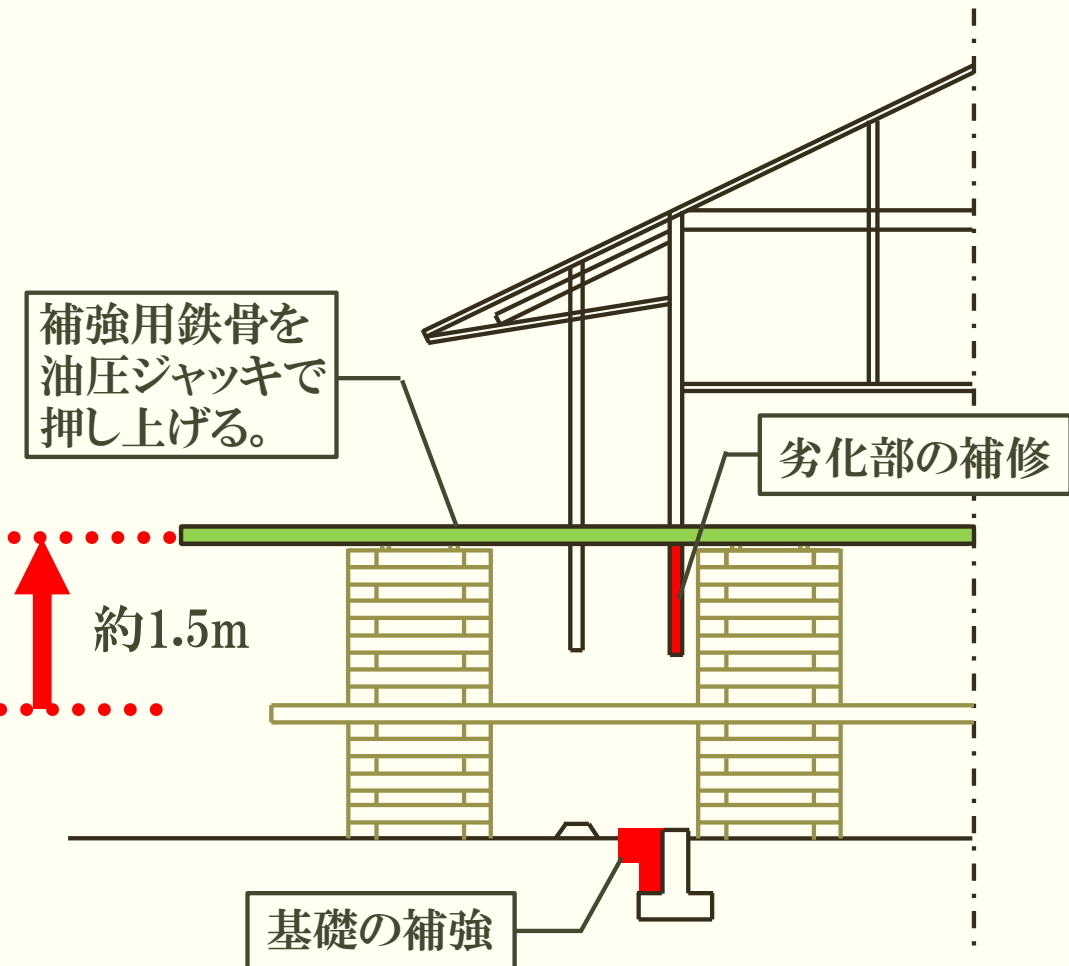 補強用鉄骨を
油圧ジャッキで
押し上げる。
劣化部の補修
約1.5m
基礎の補強